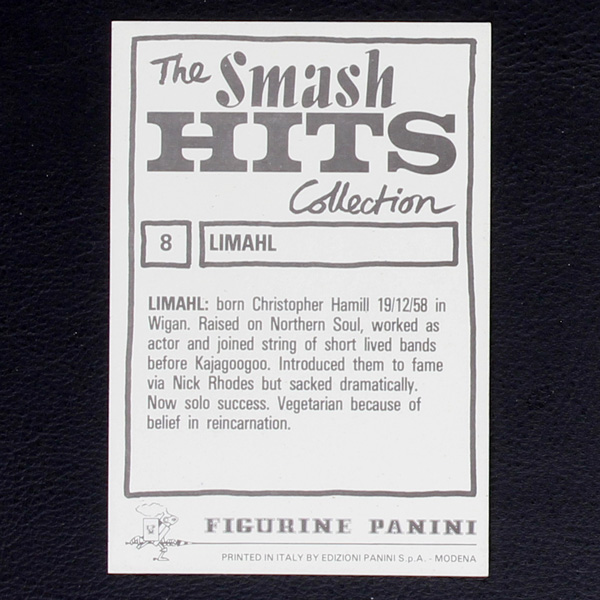 The Smash
HITS
Collection
8 LIMAHL
LIMAHL: born Christopher Hamill 19/12/58 in
Wigan. Raised on Northern Soul, worked as
actor and joined string of short lived bands
before Kajagoogoo. Introduced them to fame
via Nick Rhodes but sacked dramatically.
Now solo success. Vegetarian because of
belief in reincarnation.
FIGURINE PANINI
PRINTED IN ITALY BY EDIZIONI PANINI S.p.A. - MODENA